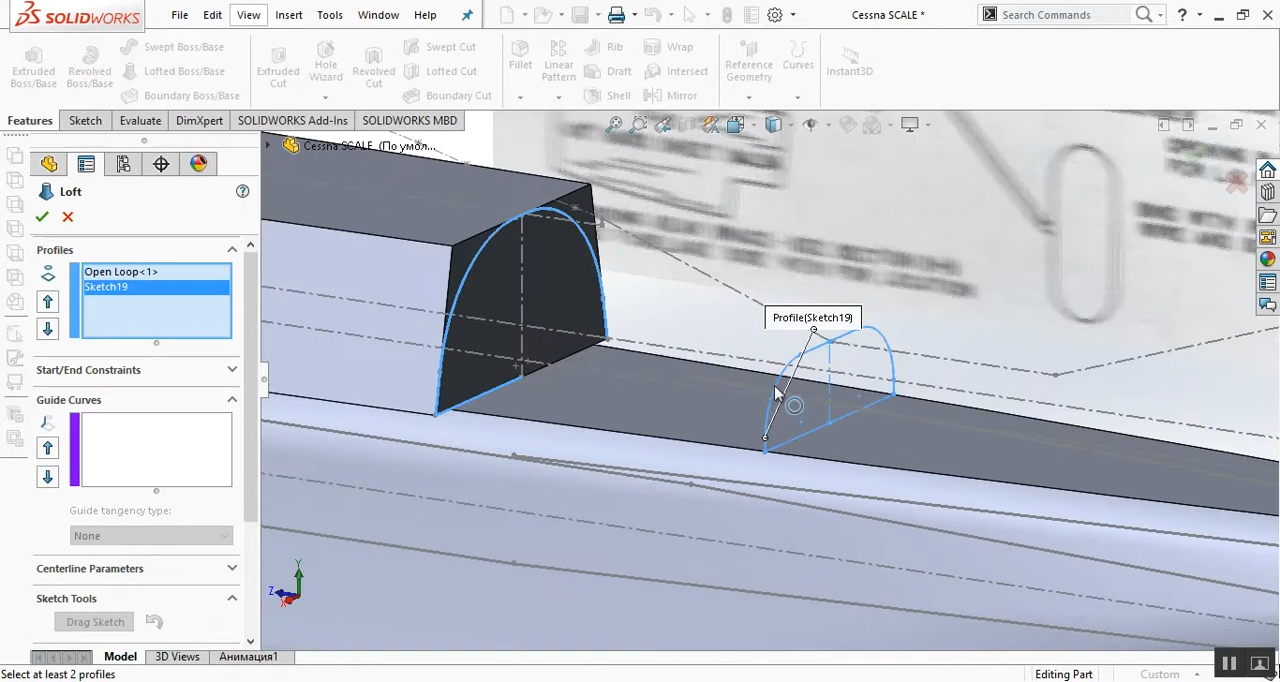 SOLIDWORKS
File Edit View Insert Tools Window Help
Cessna SCALE *
Search Commands
Extruded Boss/Base
Revolved Boss/Base
Swept Boss/Base
Lofted Boss/Base
Boundary Boss/Base
Extruded Cut
Hole Wizard
Revolved Cut
Swept Cut
Lofted Cut
Boundary Cut
Fillet
Linear Pattern
Rib
Draft
Shell
Wrap
Intersect
Mirror
Reference Geometry
Curves
Instant3D
Features Sketch Evaluate DimXpert SOLIDWORKS Add-Ins SOLIDWORKS MBD
Cessna SCALE (По умол...
Loft
Profiles
Open Loop<1>
Sketch19
Start/End Constraints
Guide Curves
Guide tangency type:
None
Centerline Parameters
Sketch Tools
Drag Sketch
Profile(Sketch19)
Y
Z
X
Model 3D Views Анимация1
Select at least 2 profiles
Editing Part
Custom